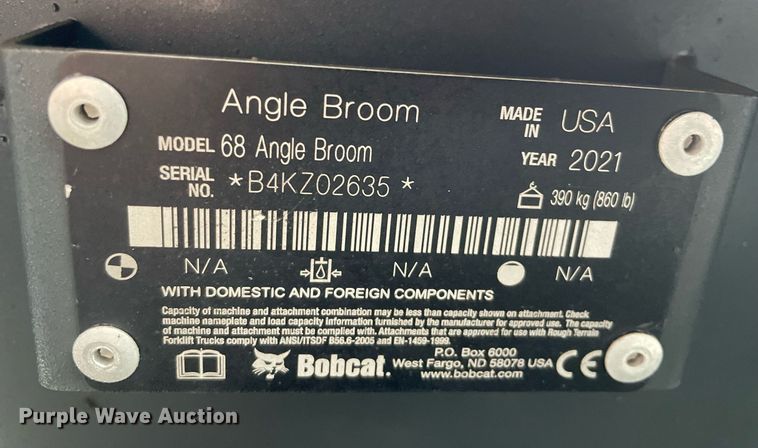 Angle Broom
MADE IN USA
MODEL 68 Angle Broom
YEAR 2021
SERIAL NO. *B4KZ02635*
390 kg (860 lb)
N/A N/A N/A
WITH DOMESTIC AND FOREIGN COMPONENTS
Capacity of machine and attachment combination may be less than capacity shown on attachment. Check
machine nameplate and load capacity information furnished by the manufacturer for approved use. The capacity
of machine and attachment must be complied with. Attachments that are approved for use with Rough Terrain
Forklift Trucks comply with ANSI/ITSDF B56.6-2005 and EN-1459-1999.
Bobcat.
P.O. Box 6000
West Fargo, ND 58078 USA
www.bobcat.com
CE
Purple Wave Auction